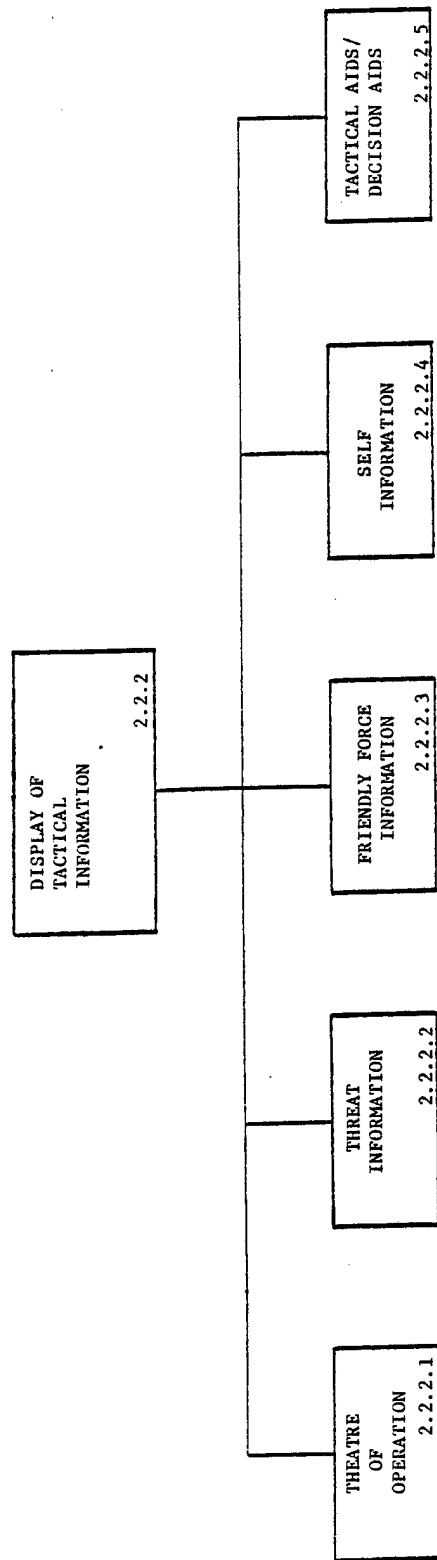 DISPLAY OF
TACTICAL
INFORMATION
2.2.2
THEATRE
OF
OPERATION
2.2.2.1
THREAT
INFORMATION
2.2.2.2
FRIENDLY FORCE
INFORMATION
2.2.2.3
SELF
INFORMATION
2.2.2.4
TACTICAL AIDS/
DECISION AIDS
2.2.2.5